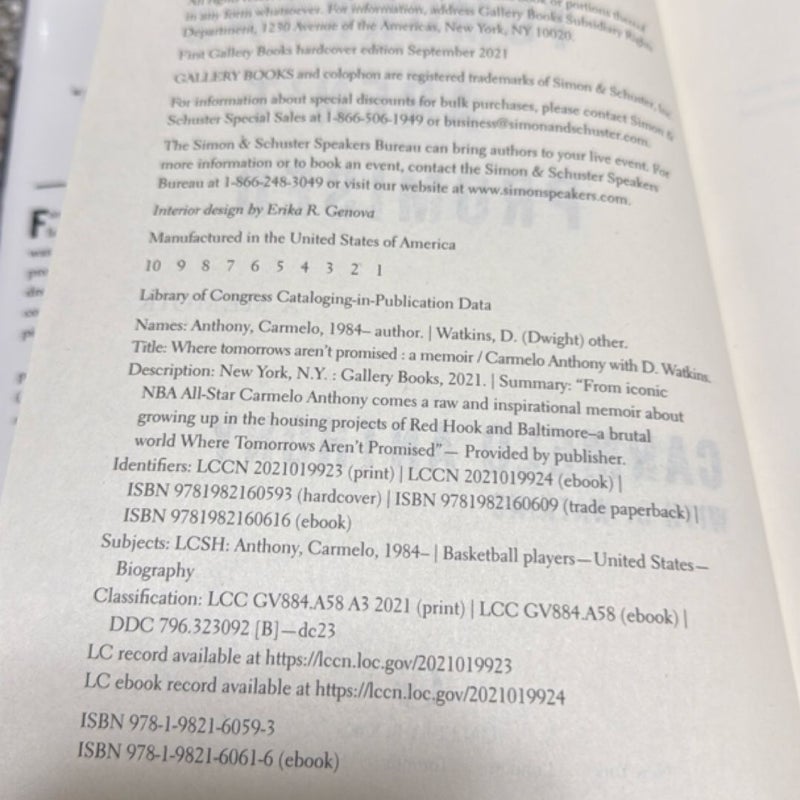 All rights reserved, including the right to reproduce this book or portions thereof
in any form whatsoever. For information, address Gallery Books Subsidiary Rights
Department, 1230 Avenue of the Americas, New York, NY 10020.
First Gallery Books hardcover edition September 2021
GALLERY BOOKS and colophon are registered trademarks of Simon & Schuster, Inc.
For information about special discounts for bulk purchases, please contact Simon &
Schuster Special Sales at 1-866-506-1949 or business@simonandschuster.com.
The Simon & Schuster Speakers Bureau can bring authors to your live event. For
more information or to book an event, contact the Simon & Schuster Speakers
Bureau at 1-866-248-3049 or visit our website at www.simonspeakers.com.
Interior design by Erika R. Genova
Manufactured in the United States of America
10 9 8 7 6 5 4 3 2 1
Library of Congress Cataloging-in-Publication Data
Names: Anthony, Carmelo, 1984– author. | Watkins, D. (Dwight) other.
Title: Where tomorrows aren't promised : a memoir / Carmelo Anthony with D. Watkins.
Description: New York, N.Y. : Gallery Books, 2021. | Summary: "From iconic
NBA All-Star Carmelo Anthony comes a raw and inspirational memoir about
growing up in the housing projects of Red Hook and Baltimore–a brutal
world Where Tomorrows Aren't Promised"— Provided by publisher.
Identifiers: LCCN 2021019923 (print) | LCCN 2021019924 (ebook) |
ISBN 9781982160593 (hardcover) | ISBN 9781982160609 (trade paperback) |
ISBN 9781982160616 (ebook)
Subjects: LCSH: Anthony, Carmelo, 1984– | Basketball players—United States—
Biography
Classification: LCC GV884.A58 A3 2021 (print) | LCC GV884.A58 (ebook) |
DDC 796.323092 [B]—dc23
LC record available at https://lccn.loc.gov/2021019923
LC ebook record available at https://lccn.loc.gov/2021019924
ISBN 978-1-9821-6059-3
ISBN 978-1-9821-6061-6 (ebook)